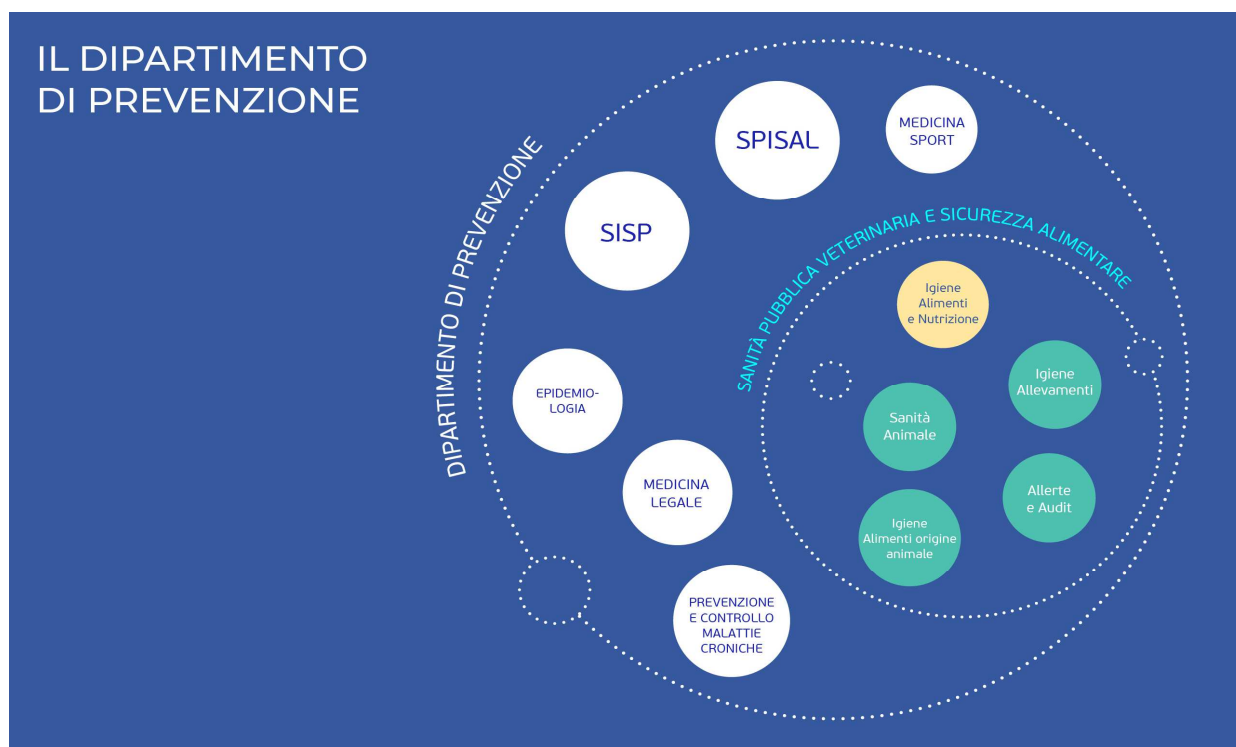 IL DIPARTIMENTO
DI PREVENZIONE
DIPARTIMENTO DI PREVENZIONE
SPISAL
MEDICINA
SPORT
SISP
SANITÀ PUBBLICA VETERINARIA E SICUREZZA ALIMENTARE
Igiene
Alimenti
e Nutrizione
Igiene
Allevamenti
EPIDEMIO-
LOGIA
Sanità
Animale
MEDICINA
LEGALE
Allerte
e Audit
Igiene
Alimenti origine
animale
PREVENZIONE
E CONTROLLO
MALATTIE
CRONICHE